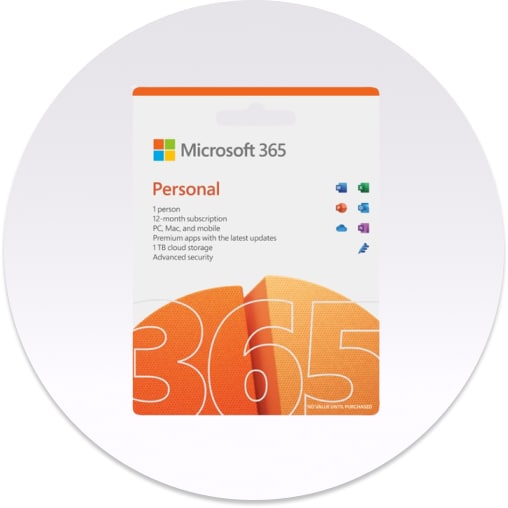 Microsoft 365
Personal
1 person
12-month subscription
PC, Mac, and mobile
Premium apps with the latest updates
1 TB cloud storage
Advanced security
365
NO VALUE UNTIL PURCHASED